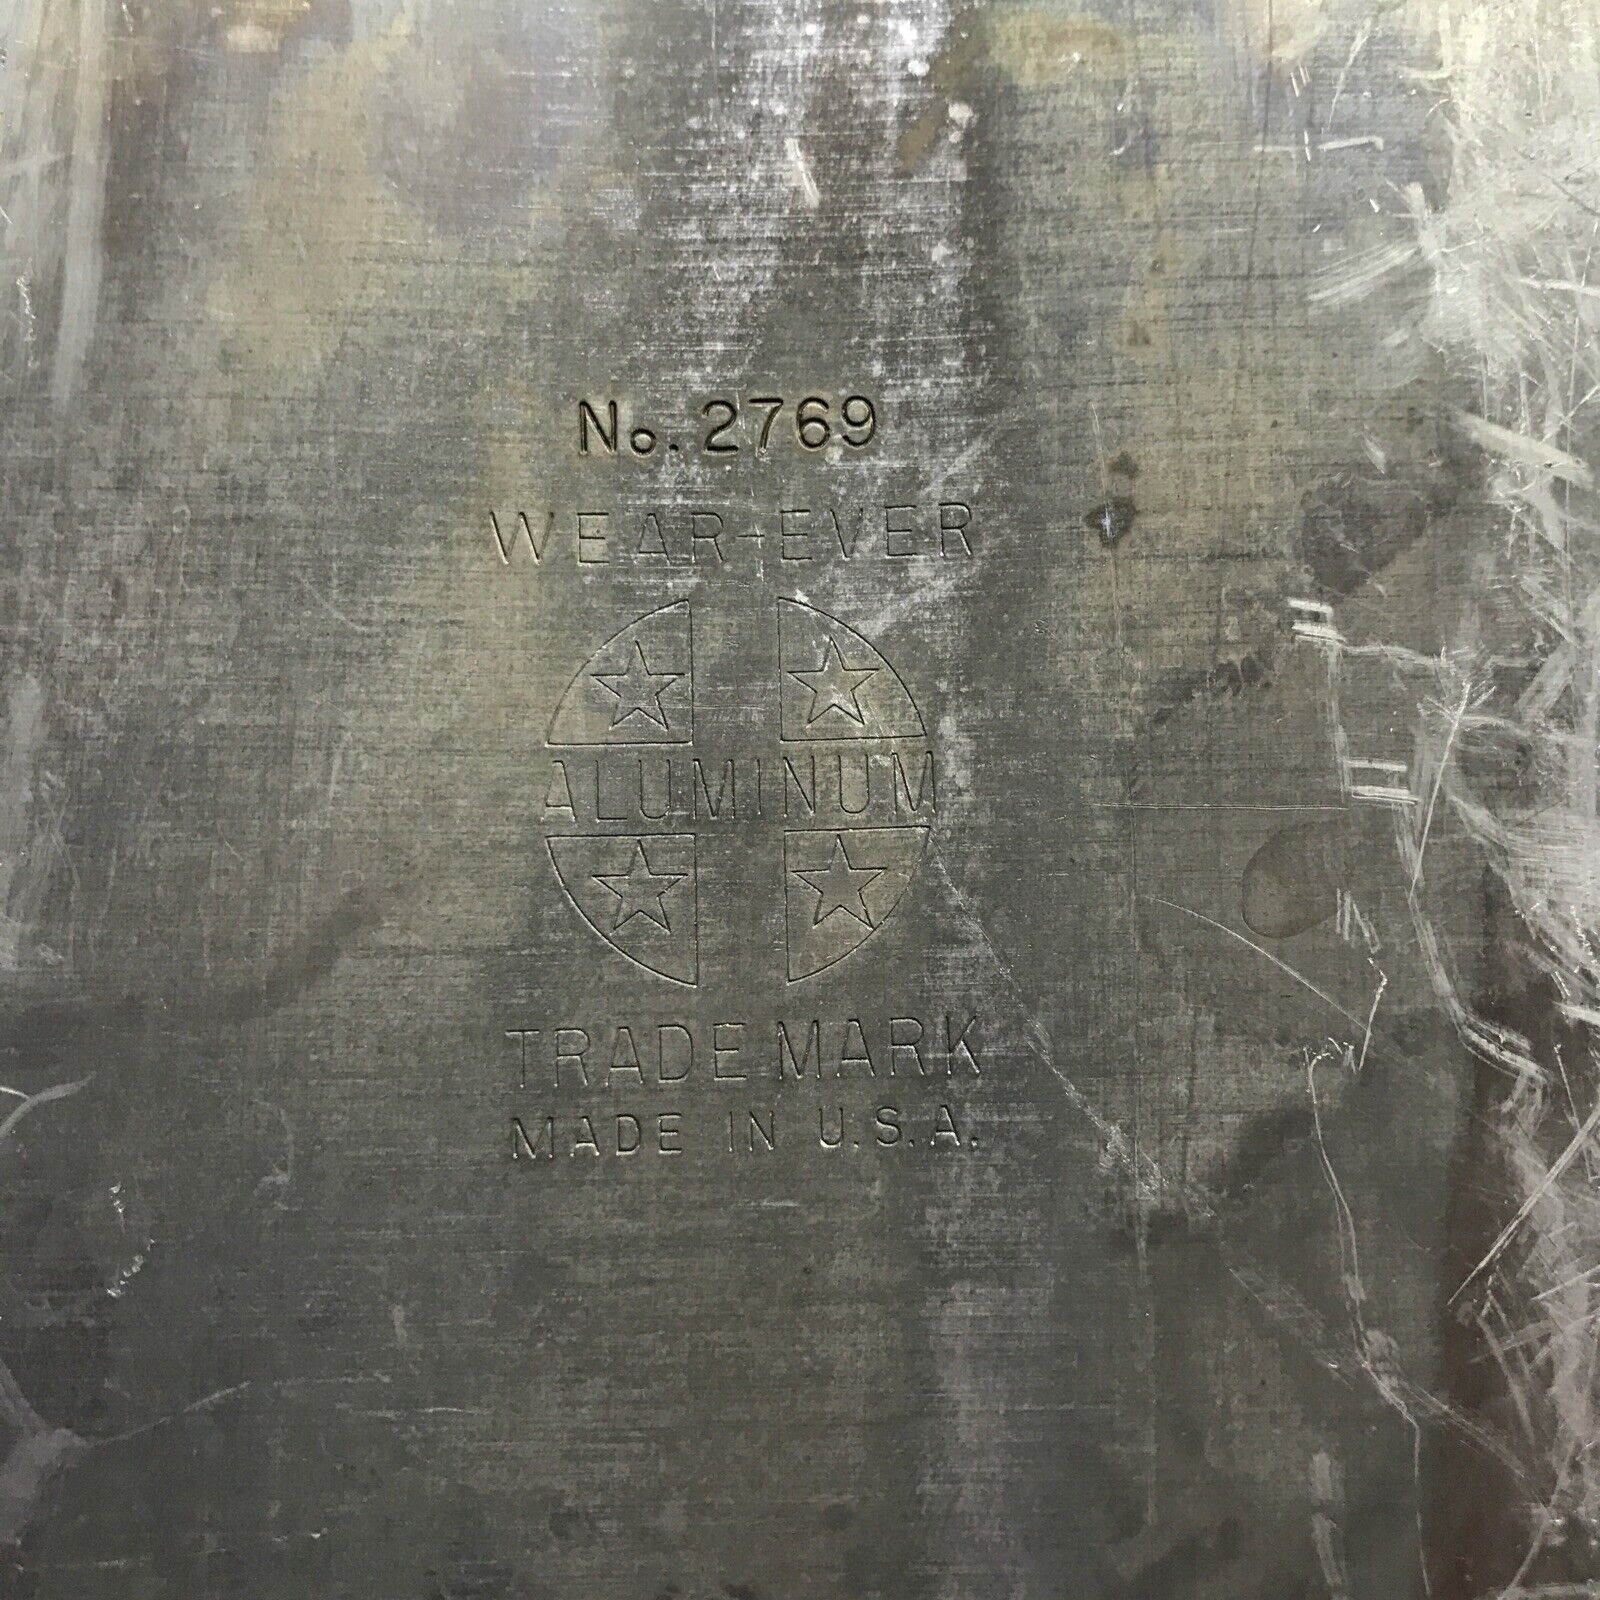 No. 2769
WEAR-EVER
ALUMINUM
TRADE MARK
MADE IN U.S.A.